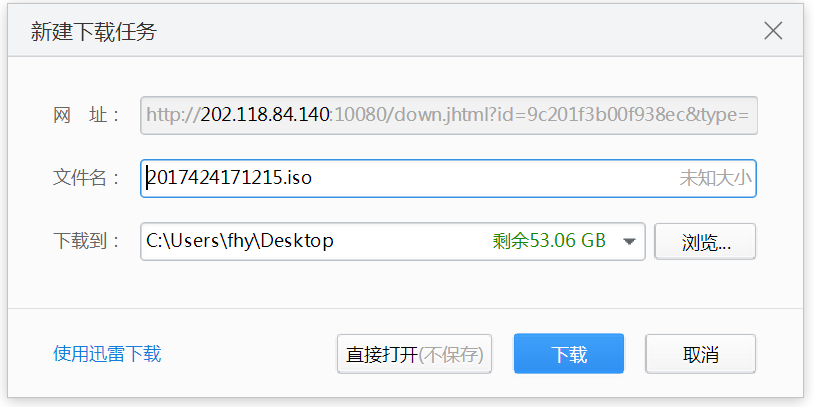 新建下载任务
网 址： http://202.118.84.140:10080/down.jhtml?id=9c201f3b00f938ec&type=
文件名： 2017424171215.iso 未知大小
下载到： C:\Users\fhy\Desktop 剩余53.06 GB 浏览...
使用迅雷下载 直接打开(不保存) 下载 取消